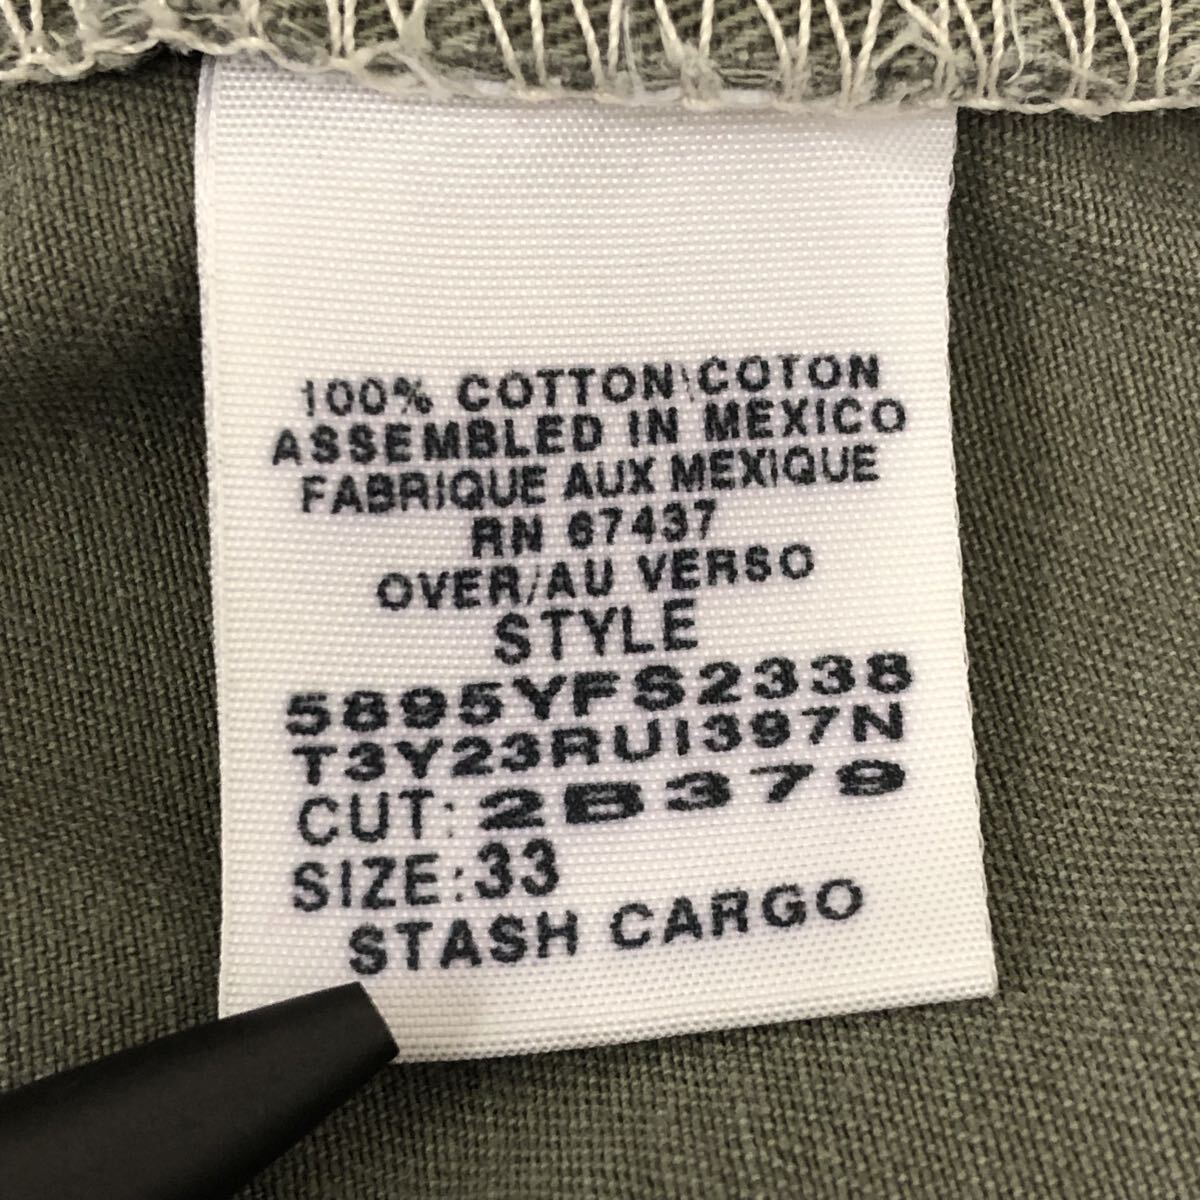 100% COTTON\COTON
ASSEMBLED IN MEXICO
FABRIQUE AUX MEXIQUE
RN 67437
OVER/AU VERSO
STYLE
5895YFS2338
T3Y23RU1397N
CUT: 2B379
SIZE:33
STASH CARGO